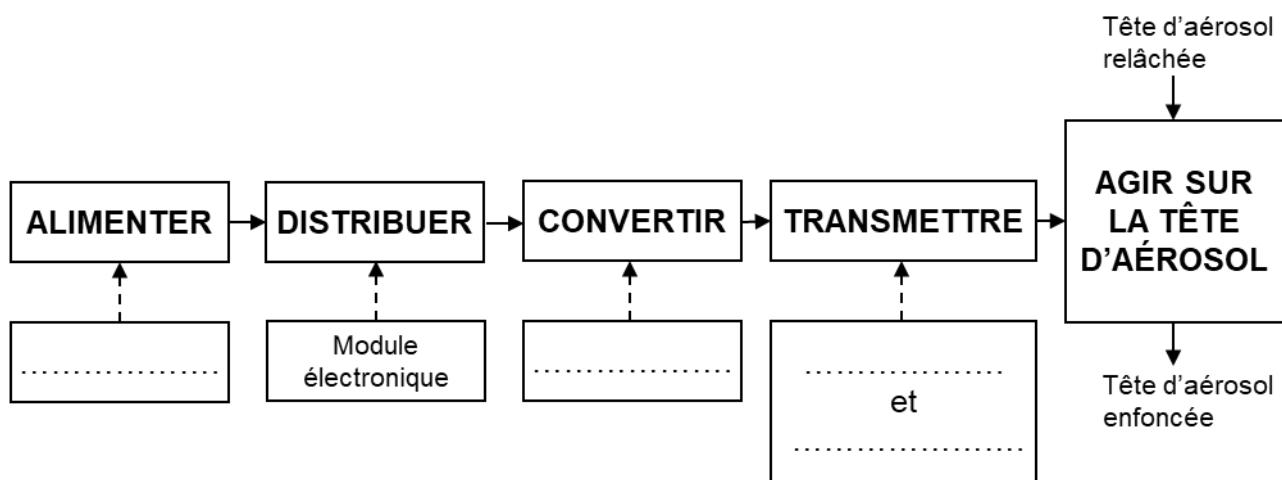 Tête d’aérosol
relâchée
ALIMENTER
DISTRIBUER
CONVERTIR
TRANSMETTRE
AGIR SUR
LA TÊTE
D’AÉROSOL
.......................
Module
électronique
.......................
......................
et
..........................
Tête d’aérosol
enfoncée